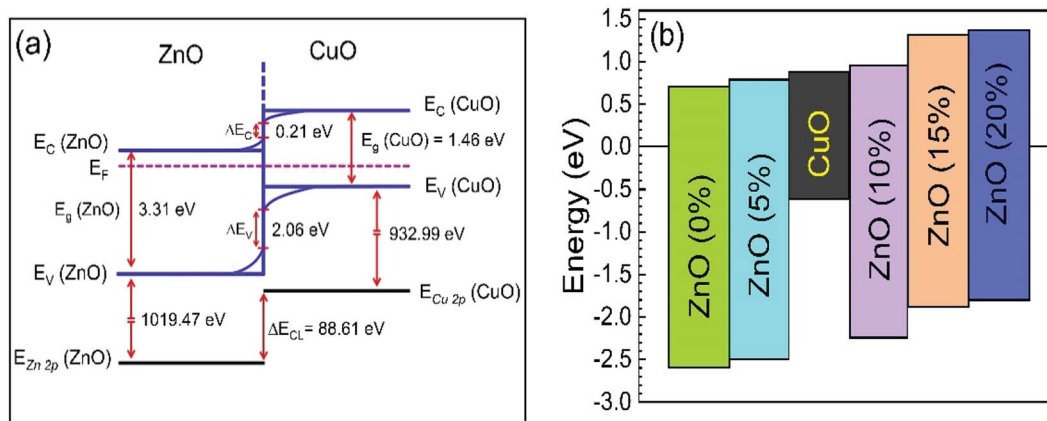 (a)
ZnO
CuO
E_C (CuO)
ΔE_C
0.21 eV
E_g (CuO) = 1.46 eV
E_C (ZnO)
E_F
E_V (CuO)
E_g (ZnO)
3.31 eV
ΔE_V
2.06 eV
932.99 eV
E_V (ZnO)
E_Cu 2p (CuO)
1019.47 eV
ΔE_CL = 88.61 eV
E_Zn 2p (ZnO)
(b)
Energy (eV)
1.5
1.0
0.5
0.0
-0.5
-1.0
-1.5
-2.0
-2.5
-3.0
ZnO (0%)
ZnO (5%)
CuO
ZnO (10%)
ZnO (15%)
ZnO (20%)